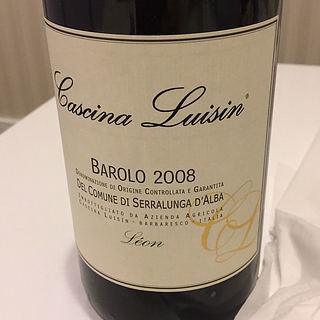 Cascina Luisin®
BAROLO 2008
DENOMINAZIONE DI ORIGINE CONTROLLATA E GARANTITA
DEL COMUNE DI SERRALUNGA D'ALBA
IMBOTTIGLIATO DA AZIENDA AGRICOLA
CASCINA LUISIN - BARBARESCO - ITALIA
Léon
CL